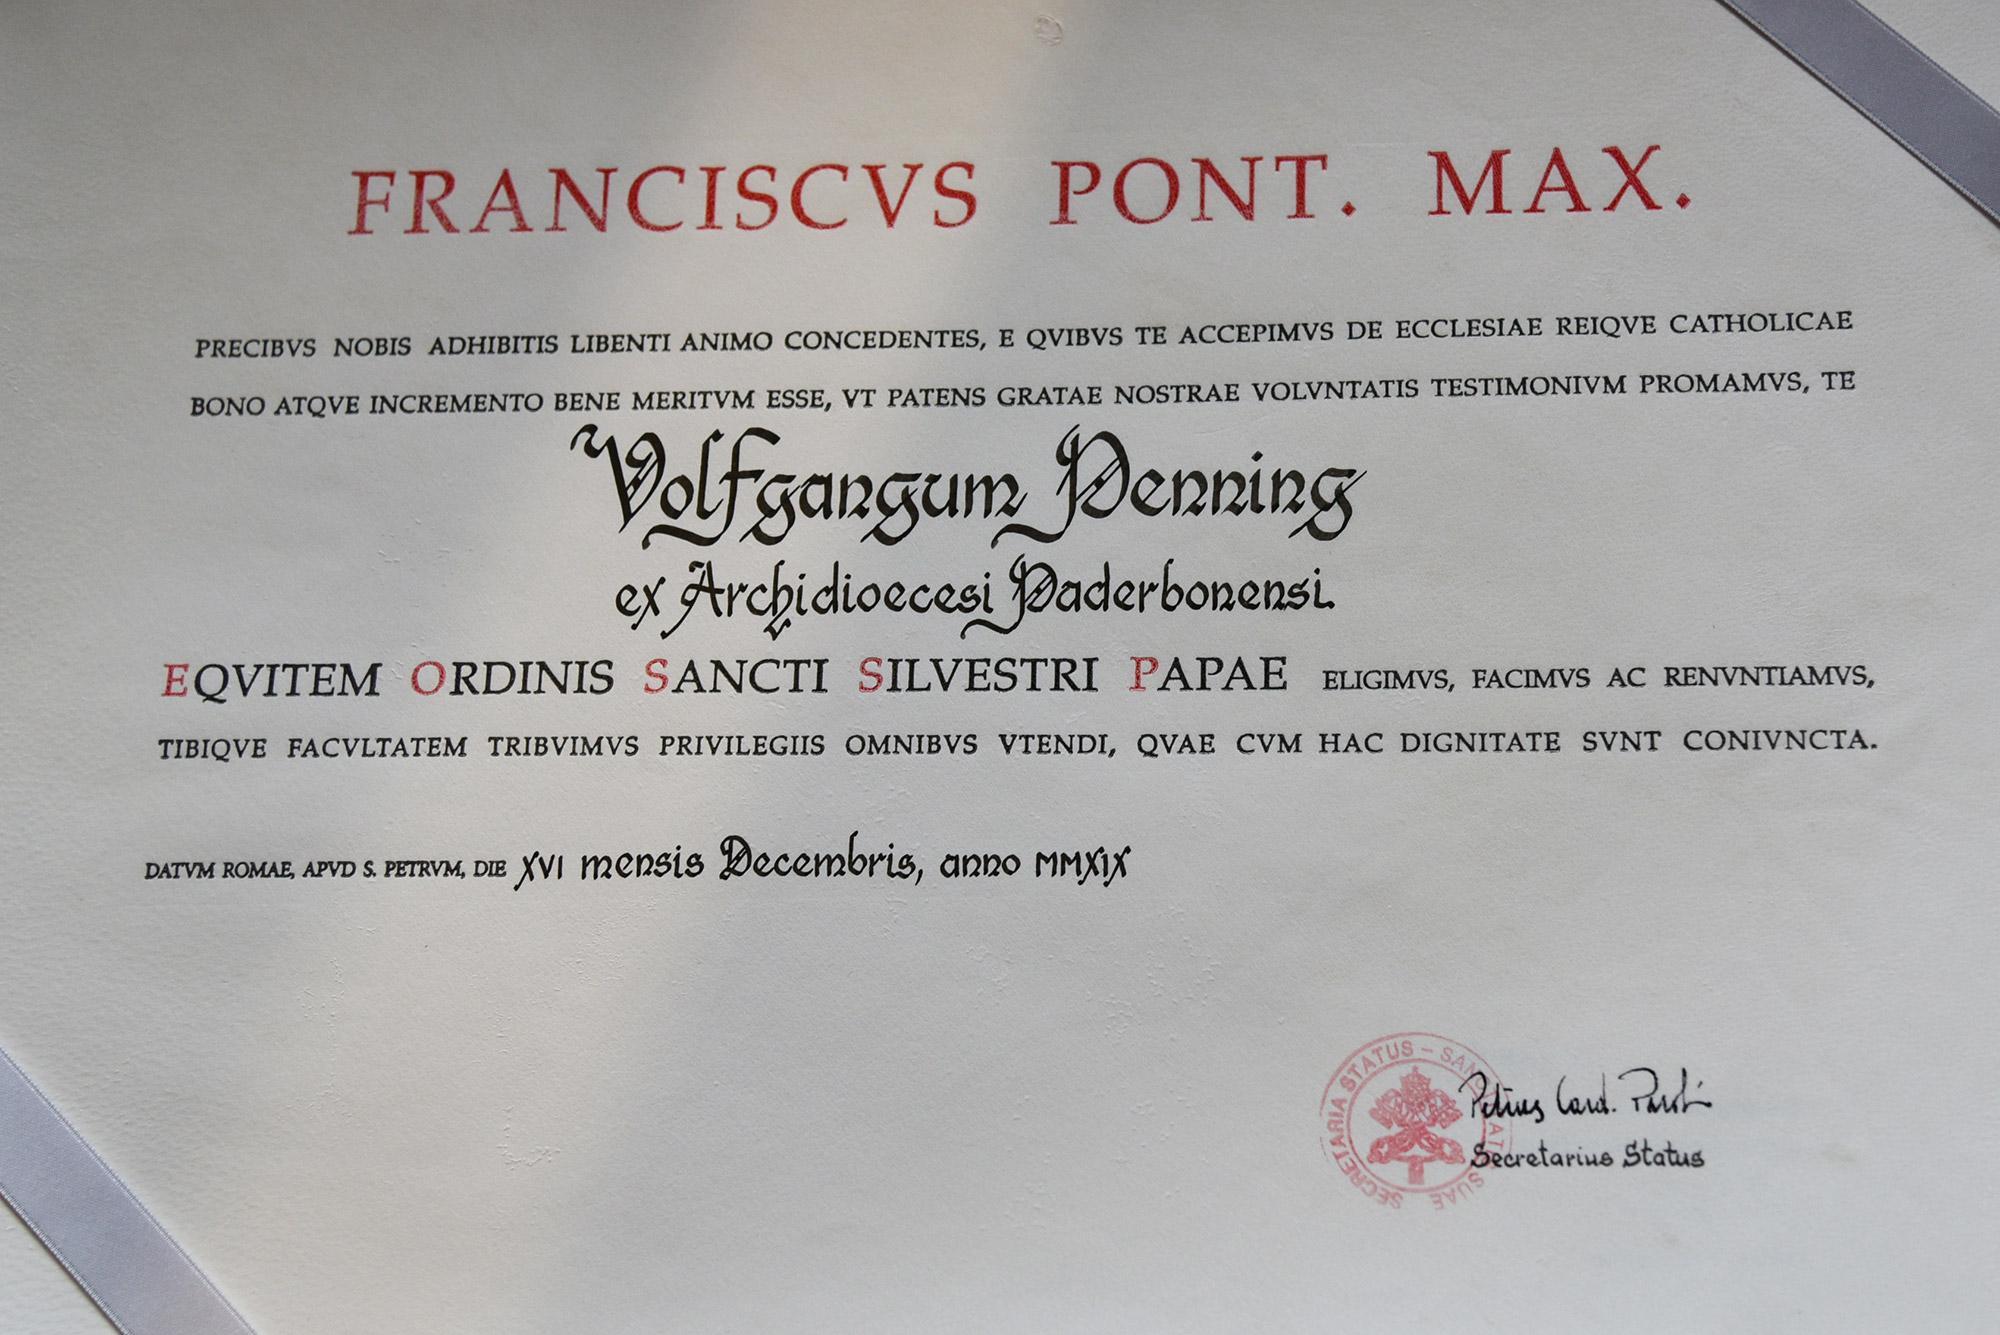 FRANCISCVS PONT. MAX.
PRECIBVS NOBIS ADHIBITIS LIBENTI ANIMO CONCEDENTES, E QVIBVS TE ACCEPIMVS DE ECCLESIAE REIQVE CATHOLICAE
BONO ATQVE INCREMENTO BENE MERITVM ESSE, VT PATENS GRATAE NOSTRAE VOLVNTATIS TESTIMONIVM PROMAMVS, TE
Volfgangum Penning
ex Archidioecesi Paderbonensi.
EQVITEM ORDINIS SANCTI SILVESTRI PAPAE ELIGIMVS, FACIMVS AC RENVNTIAMVS,
TIBIQVE FACVLTATEM TRIBVIMVS PRIVILEGIIS OMNIBVS VTENDI, QVAE CVM HAC DIGNITATE SVNT CONIVNCTA.
DATVM ROMAE, APVD S. PETRVM, DIE XVI mensis Decembris, anno MMXIX
SECRETARIA STATUS - SANCTITATIS SUAE
Petrus Card. Parolin
Secretarius Status